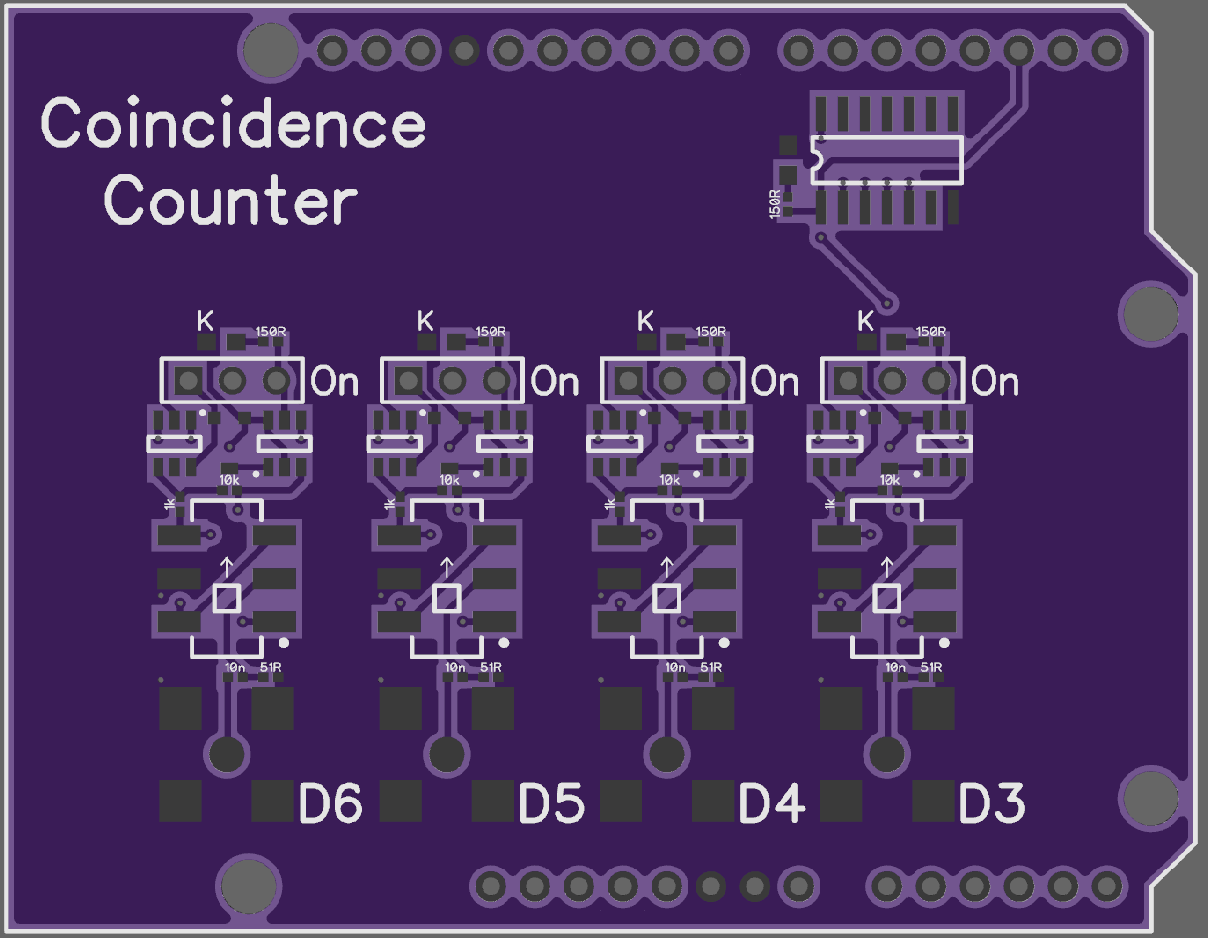 Coincidence
Counter
150R
K 150R K 150R K 150R K 150R
On On On On
10k 10k 10k 10k
1k 1k 1k 1k
10n 51R 10n 51R 10n 51R 10n 51R
D6 D5 D4 D3